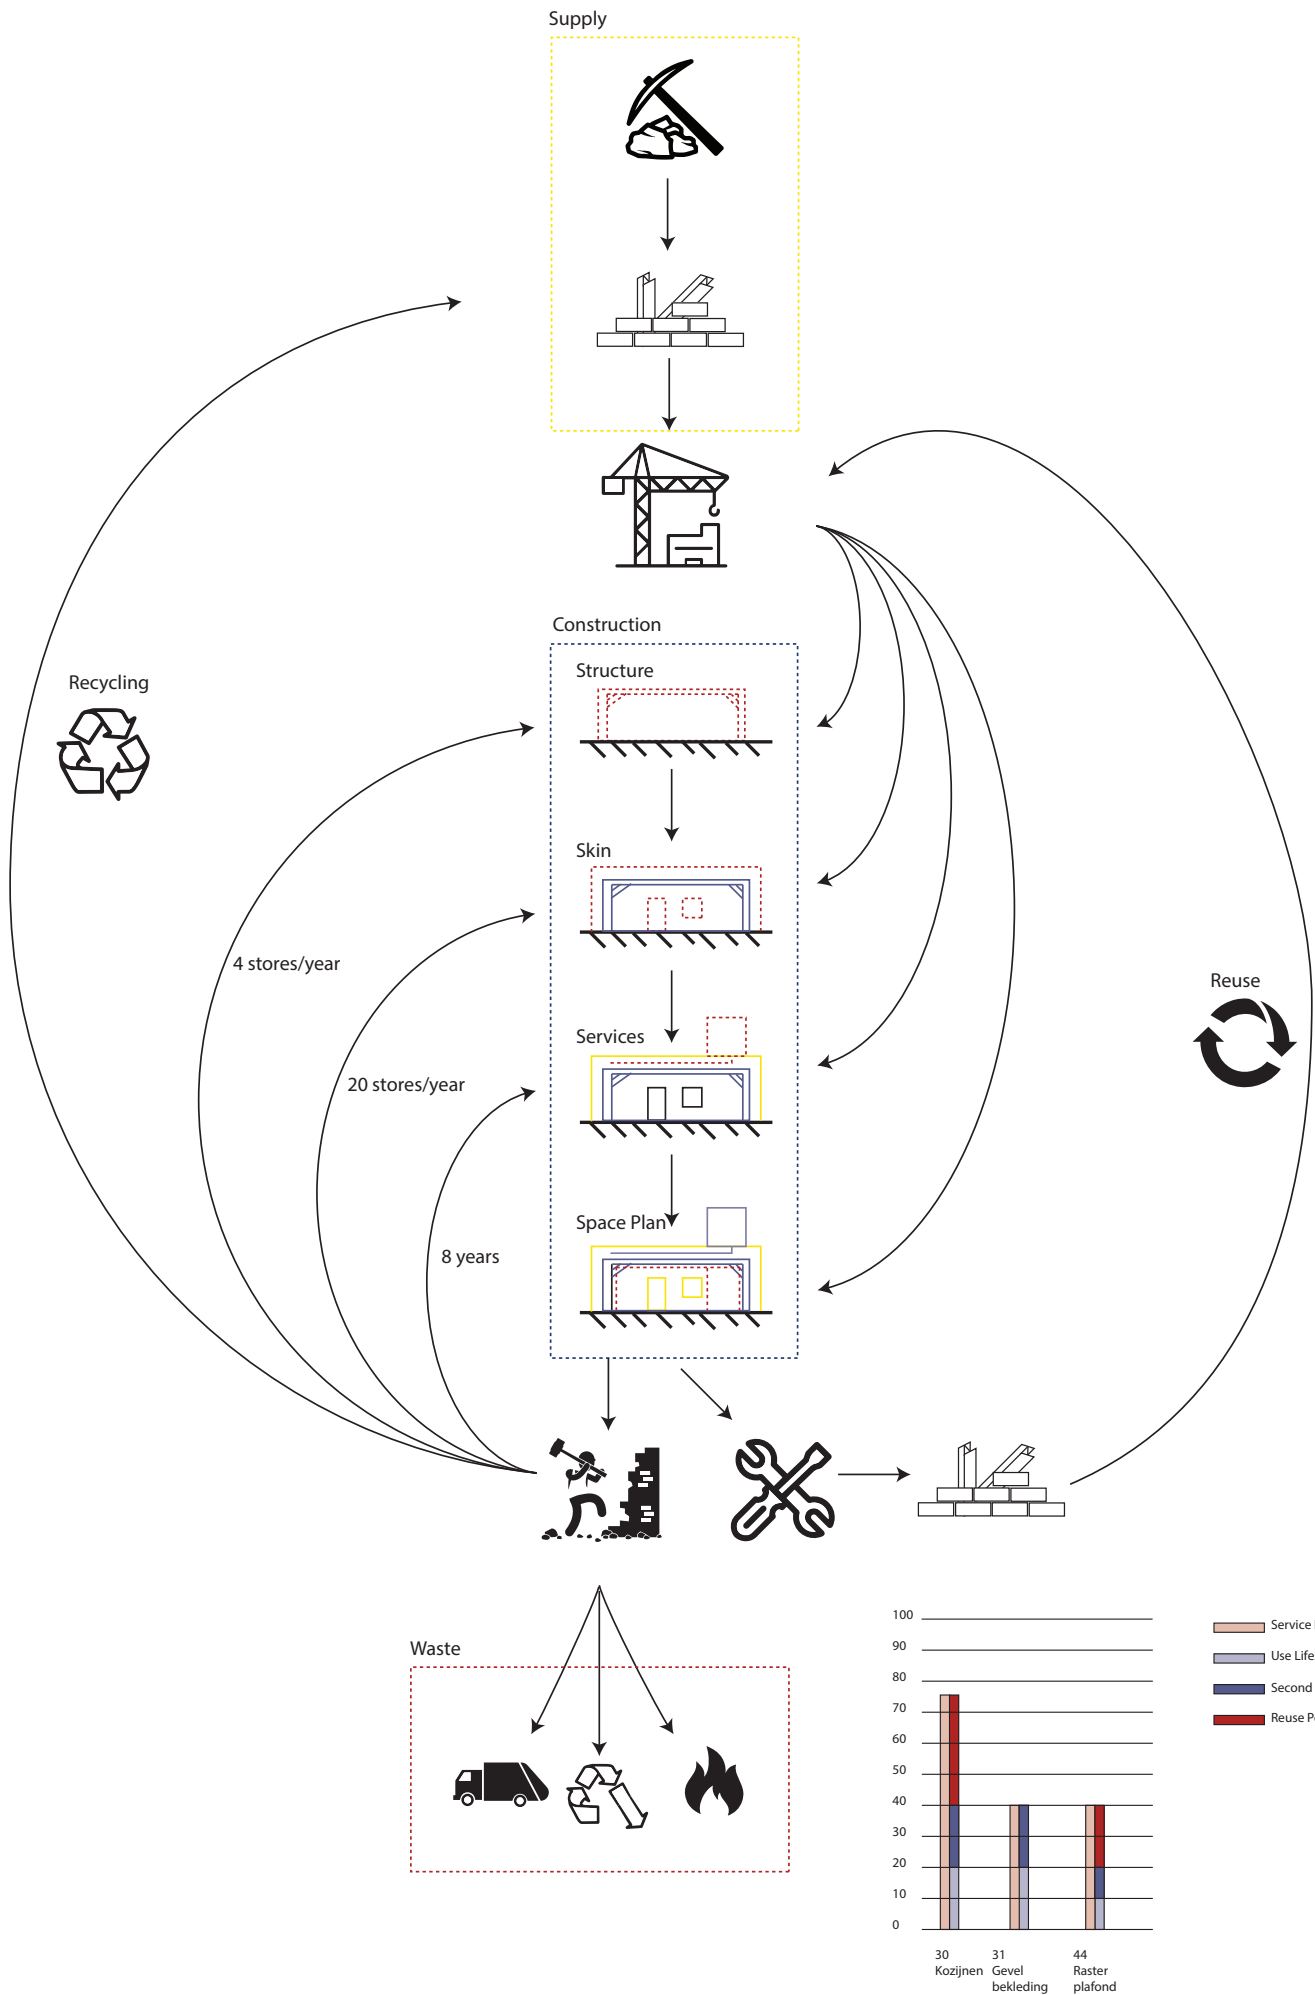 Supply
Construction
Structure
Recycling
Skin
4 stores/year
Reuse
Services
20 stores/year
Space Plan
8 years
Waste
100
90
80
70
60
50
40
30
20
10
0
Service
Use Life
Second
Reuse
30
Kozijnen
31
Gevel
bekleding
44
Raster
plafond